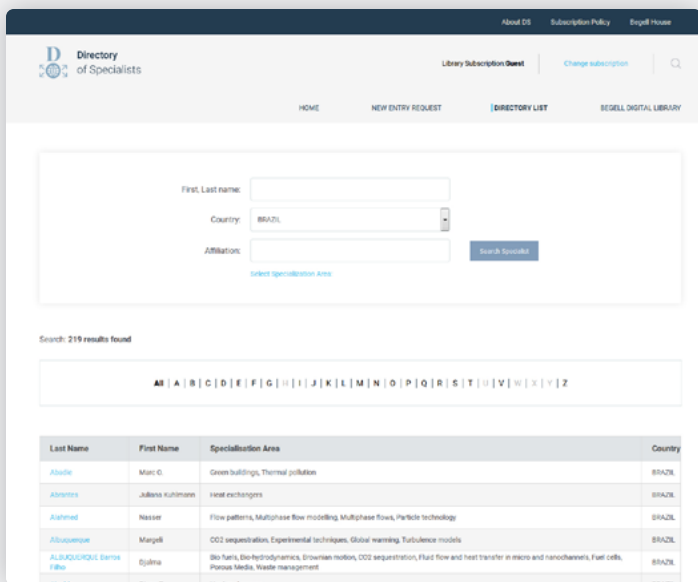 About DS Subscription Policy Begell House
D
Directory
of Specialists
Library Subscription: Guest Change subscription
HOME NEW ENTRY REQUEST DIRECTORY LIST BEGELL DIGITAL LIBRARY
First, Last name:
Country: BRAZIL
Affiliation: Search Specialist
Select Specialization Area
Search: 219 results found
All | A | B | C | D | E | F | G | H | I | J | K | L | M | N | O | P | Q | R | S | T | U | V | W | X | Y | Z
Last Name First Name Specialisation Area Country
Abadie Marc O. Green buildings, Thermal pollution BRAZIL
Abrantes Juliana Kuhlmann Heat exchangers BRAZIL
Alahmed Nasser Flow patterns, Multiphase flow modelling, Multiphase flows, Particle technology BRAZIL
Albuquerque Margeli CO2 sequestration, Experimental techniques, Global warming, Turbulence models BRAZIL
ALBUQUERQUE Barros Filho Djalma Bio fuels, Bio-hydrodynamics, Brownian motion, CO2 sequestration, Fluid flow and heat transfer in micro and nanochannels, Fuel cells, Porous Media, Waste management BRAZIL